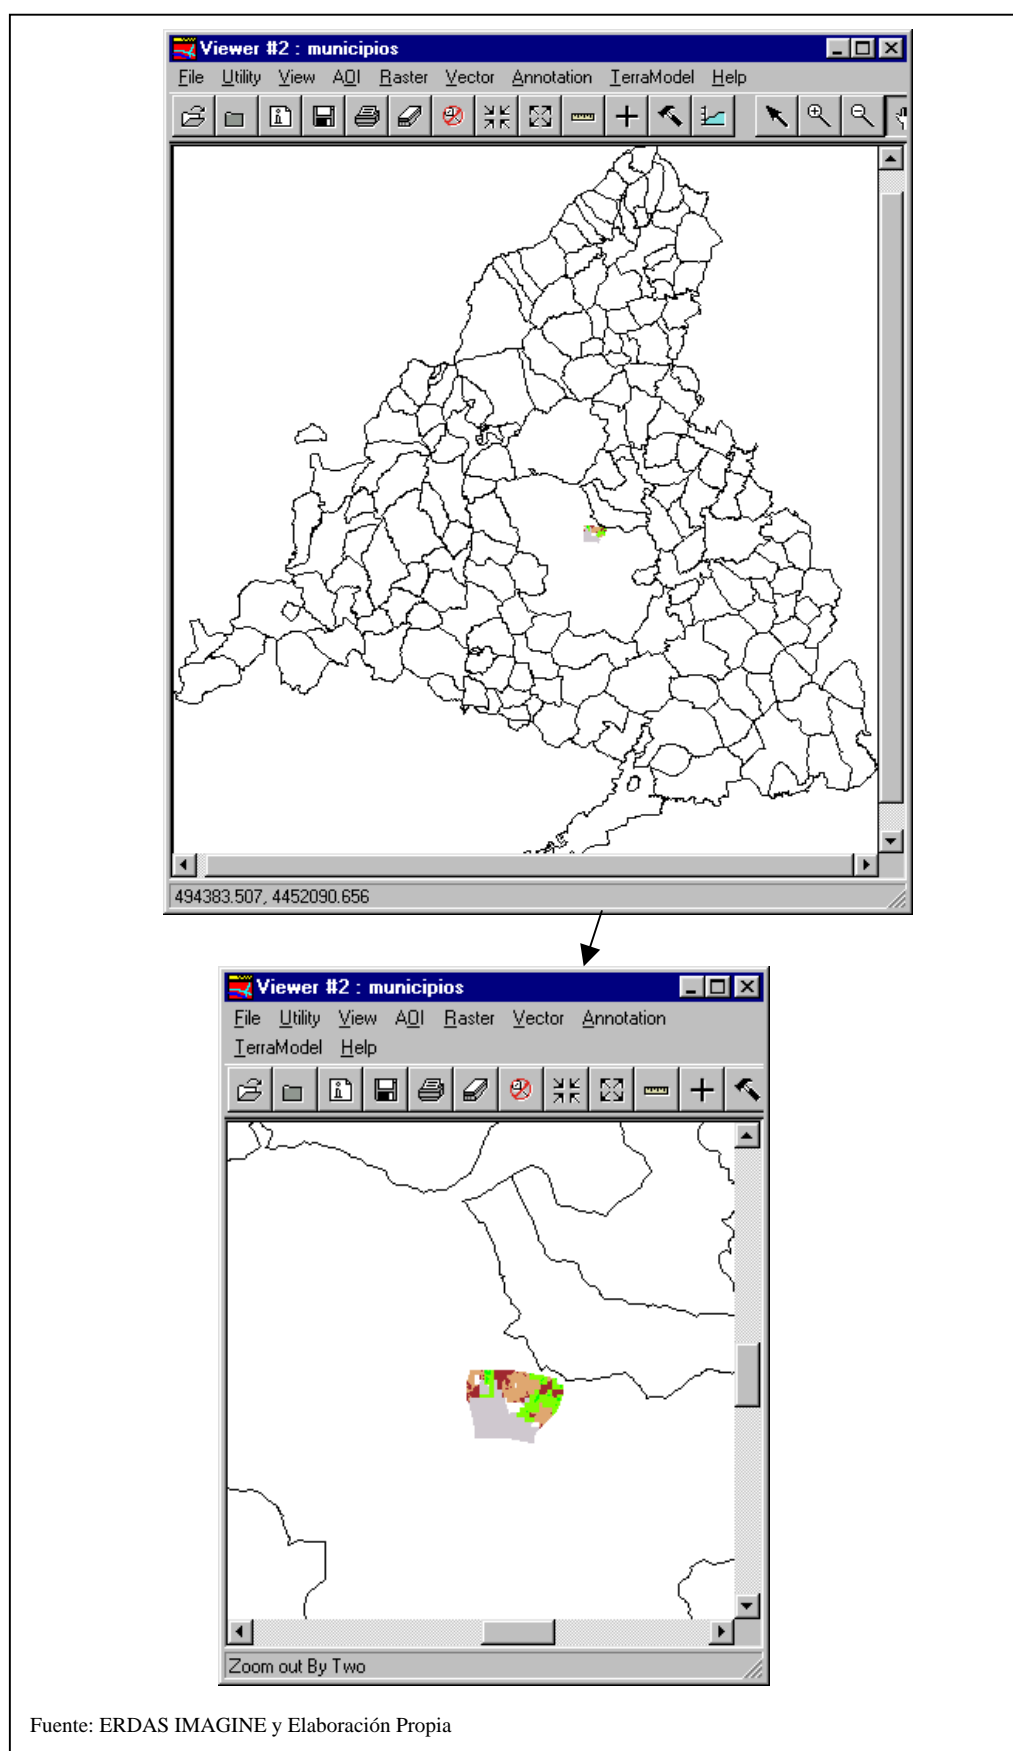 Viewer #2 : municipios
File Utility View AOI Raster Vector Annotation TerraModel Help
494383.507, 4452090.656
Viewer #2 : municipios
File Utility View AOI Raster Vector Annotation
TerraModel Help
Zoom out By Two
Fuente: ERDAS IMAGINE y Elaboración Propia